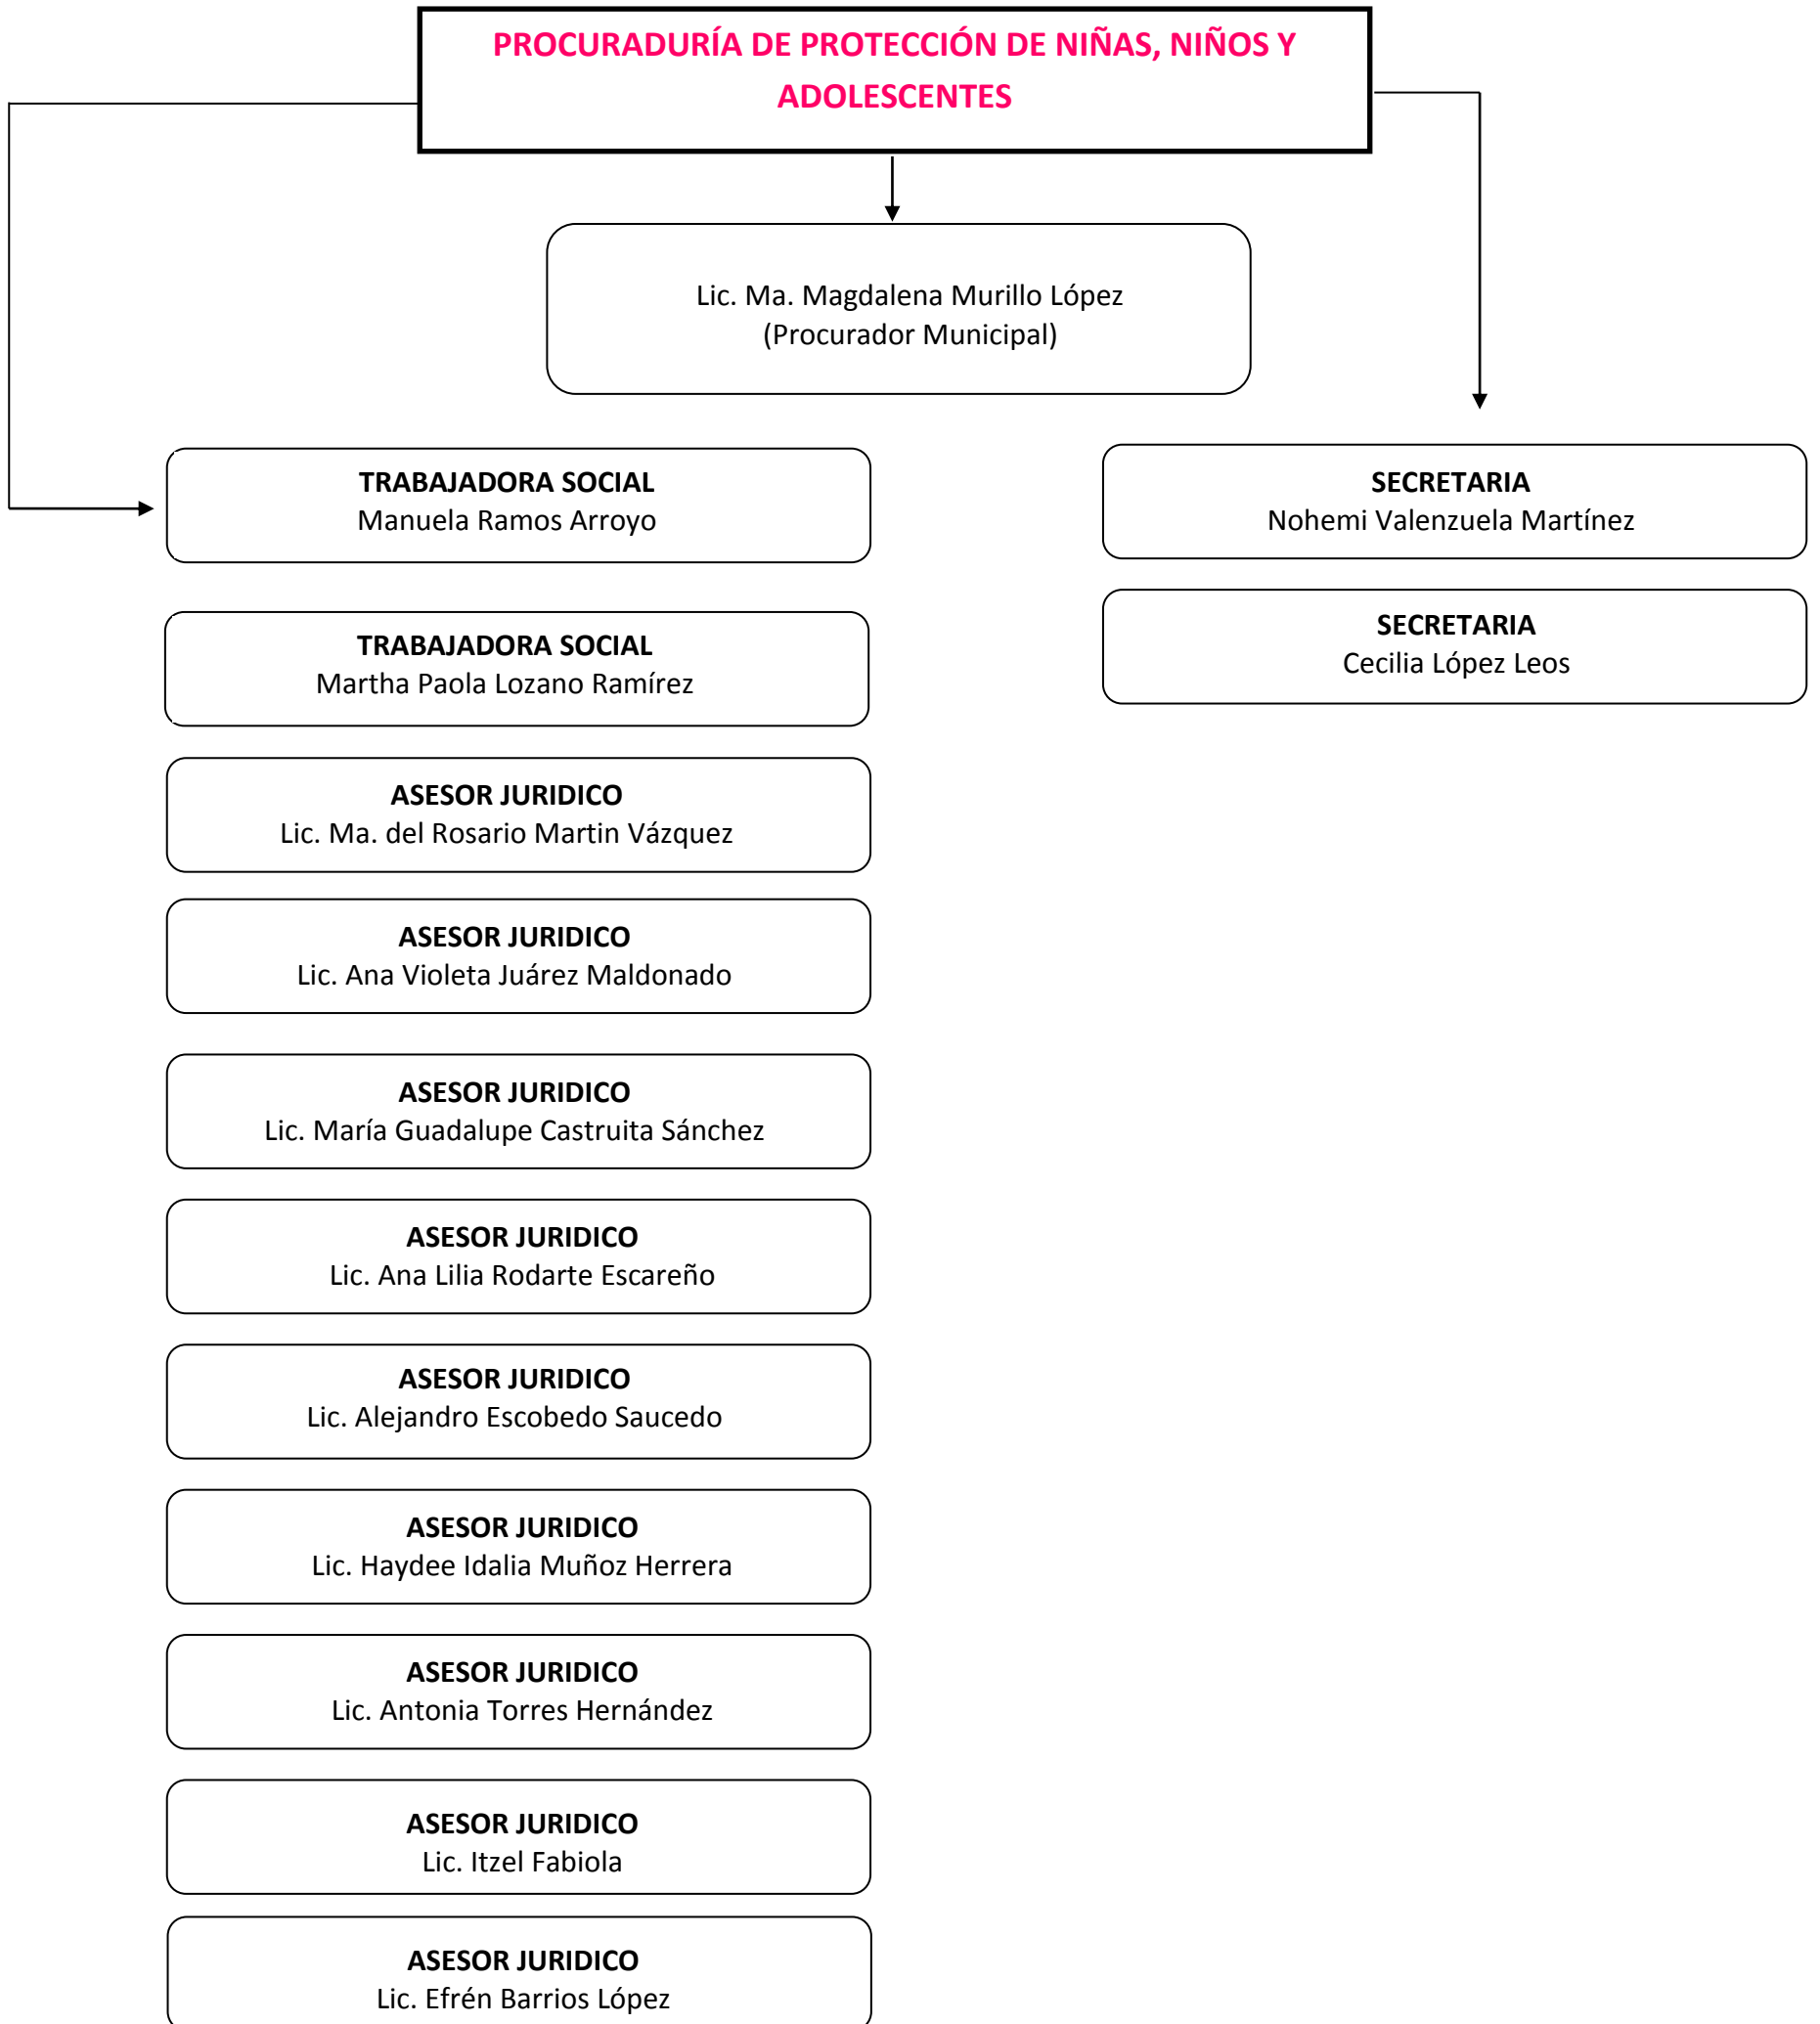 PROCURADURÍA DE PROTECCIÓN DE NIÑAS, NIÑOS Y
ADOLESCENTES
Lic. Ma. Magdalena Murillo López
(Procurador Municipal)
TRABAJADORA SOCIAL
Manuela Ramos Arroyo
SECRETARIA
Nohemi Valenzuela Martínez
TRABAJADORA SOCIAL
Martha Paola Lozano Ramírez
SECRETARIA
Cecilia López Leos
ASESOR JURIDICO
Lic. Ma. del Rosario Martin Vázquez
ASESOR JURIDICO
Lic. Ana Violeta Juárez Maldonado
ASESOR JURIDICO
Lic. María Guadalupe Castruita Sánchez
ASESOR JURIDICO
Lic. Ana Lilia Rodarte Escareño
ASESOR JURIDICO
Lic. Alejandro Escobedo Saucedo
ASESOR JURIDICO
Lic. Haydee Idalia Muñoz Herrera
ASESOR JURIDICO
Lic. Antonia Torres Hernández
ASESOR JURIDICO
Lic. Itzel Fabiola
ASESOR JURIDICO
Lic. Efrén Barrios López